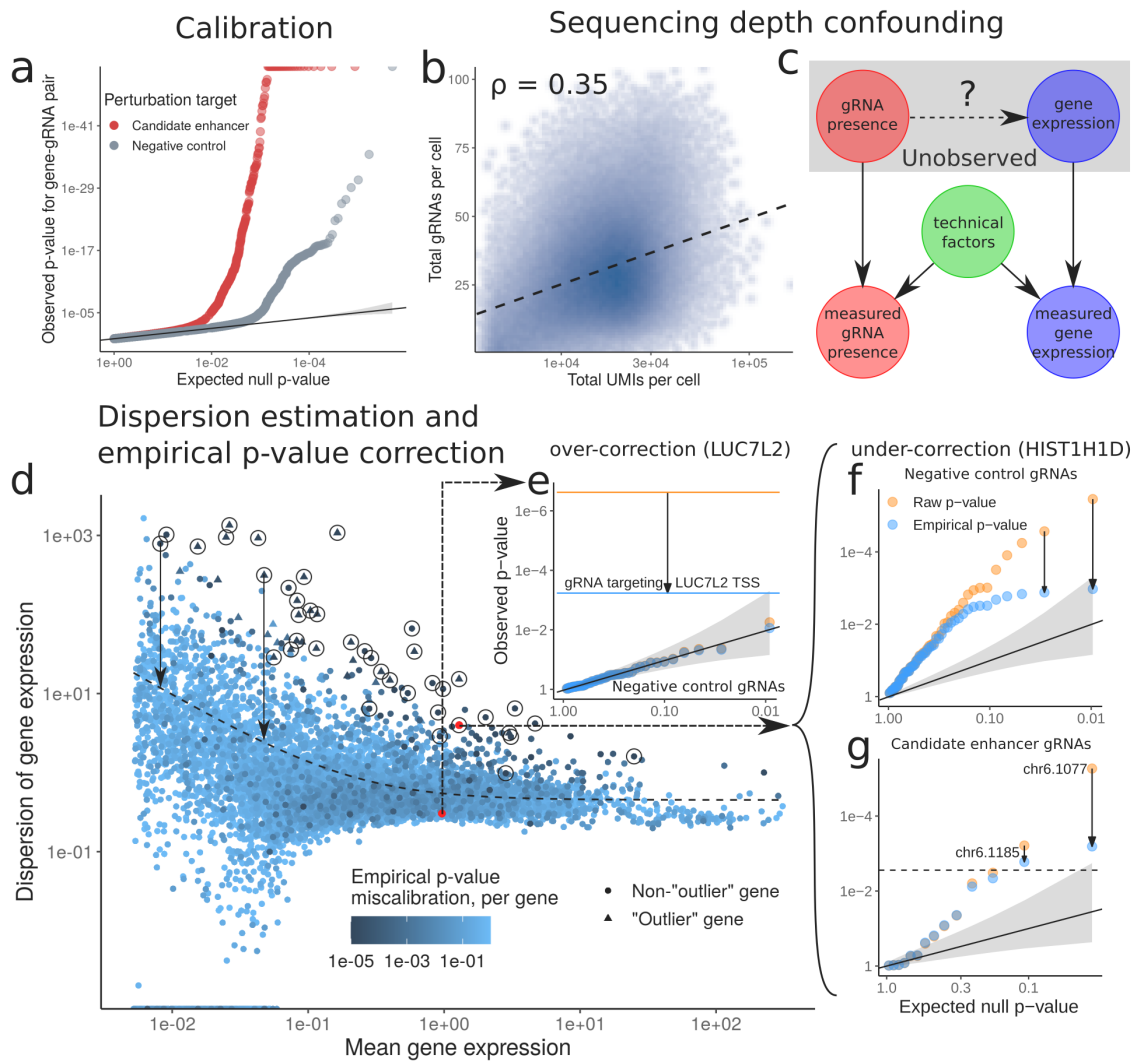 Calibration
Sequencing depth confounding
a
Perturbation target
Candidate enhancer
Negative control
Observed p-value for gene-gRNA pair
1e-41
1e-29
1e-17
1e-05
1e+00
1e-02
1e-04
Expected null p-value
b
ρ = 0.35
Total gRNAs per cell
100
75
50
25
1e+04
3e+04
1e+05
Total UMIs per cell
c
gRNA
presence
?
gene
expression
Unobserved
technical
factors
measured
gRNA
presence
measured
gene
expression
Dispersion estimation and
empirical p-value correction
d
Dispersion of gene expression
1e+03
1e+01
1e-01
Empirical p-value
miscalibration, per gene
1e-05
1e-03
1e-01
Non-"outlier" gene
"Outlier" gene
1e-02
1e-01
1e+00
1e+01
1e+02
Mean gene expression
over-correction (LUC7L2)
e
Observed p−value
1e−6
1e−4
1e−2
1
gRNA targeting LUC7L2 TSS
Negative control gRNAs
1.00
0.10
0.01
under-correction (HIST1H1D)
f
Negative control gRNAs
Raw p−value
Empirical p−value
1e−4
1e−2
1
1.00
0.10
0.01
g
Candidate enhancer gRNAs
chr6.1077
chr6.1185
1e−4
1e−2
1
1.0
0.3
0.1
Expected null p-value